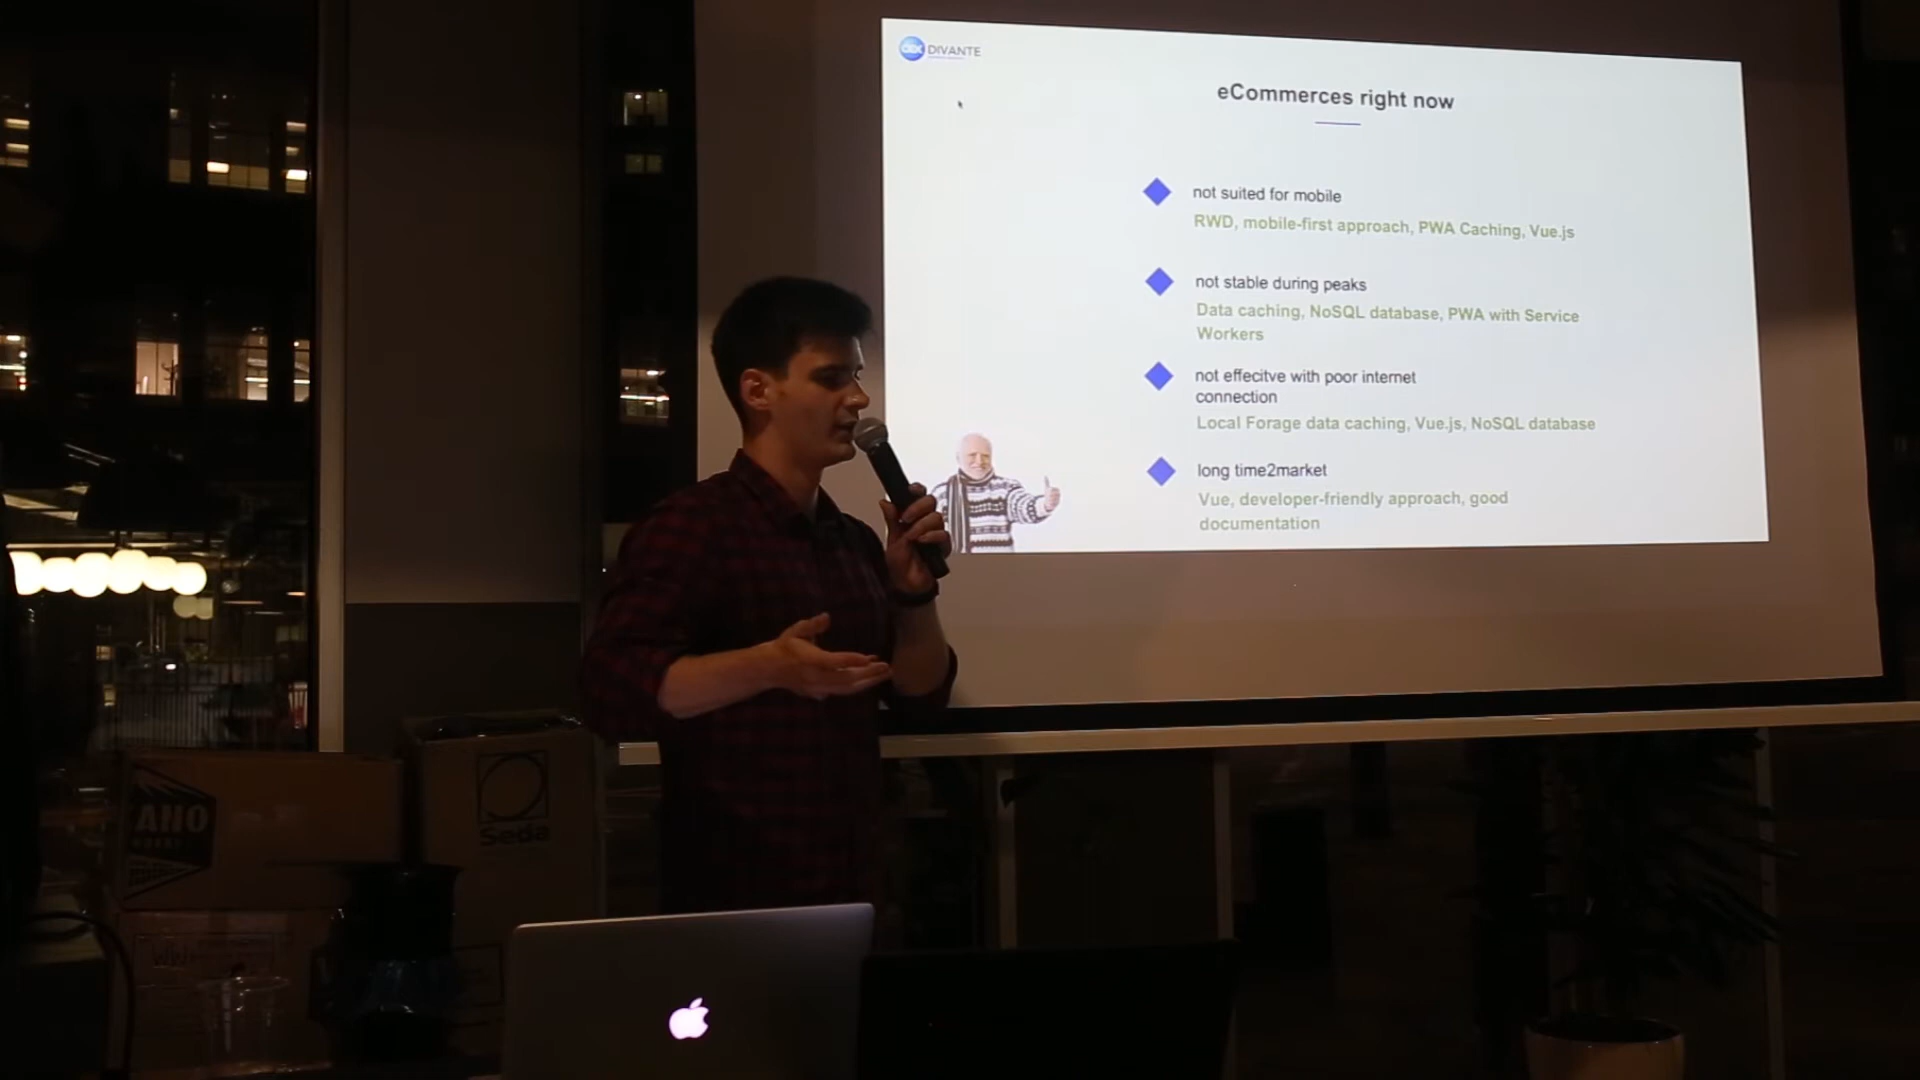 DIVANTE
eCommerces right now
not suited for mobile
RWD, mobile-first approach, PWA Caching, Vue.js
not stable during peaks
Data caching, NoSQL database, PWA with Service
Workers
not effecitve with poor internet
connection
Local Forage data caching, Vue.js, NoSQL database
long time2market
Vue, developer-friendly approach, good
documentation
Seda